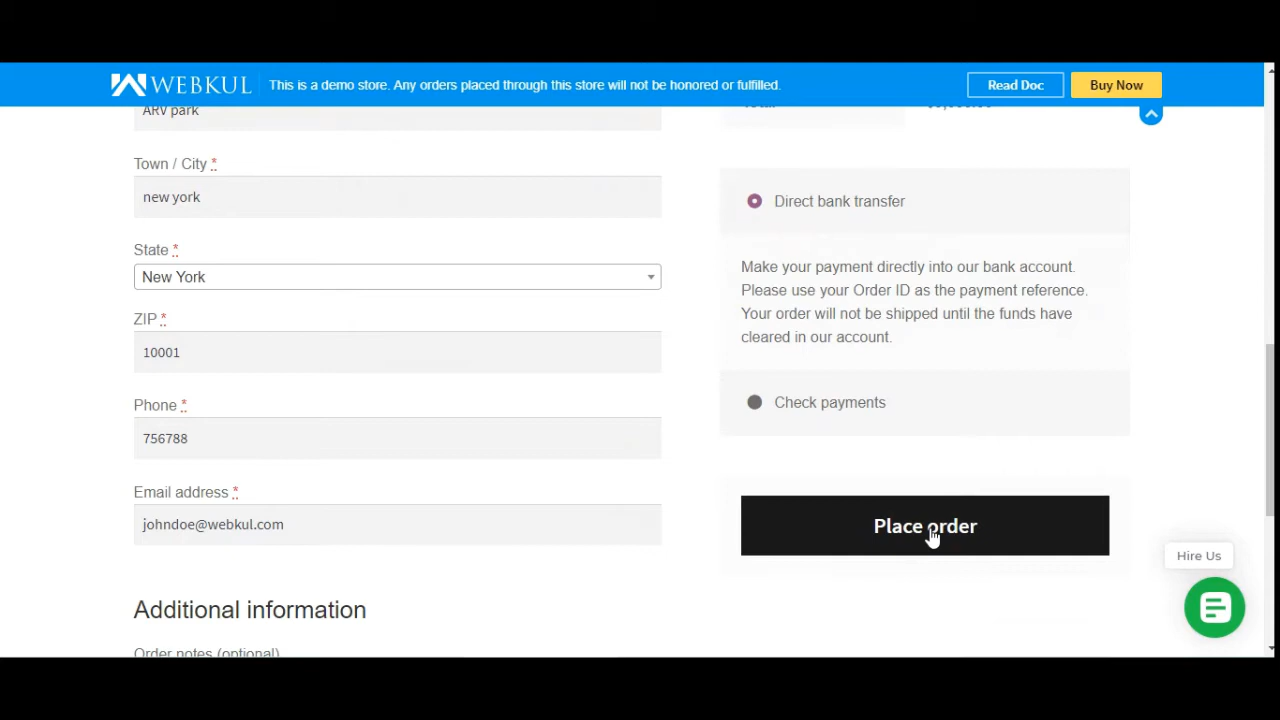 WEBKUL
This is a demo store. Any orders placed through this store will not be honored or fulfilled.
Read Doc
Buy Now
ARV park
Town / City *
new york
State *
New York
ZIP *
10001
Phone *
756788
Email address *
johndoe@webkul.com
Additional information
Order notes (optional)
Direct bank transfer
Make your payment directly into our bank account.
Please use your Order ID as the payment reference.
Your order will not be shipped until the funds have
cleared in our account.
Check payments
Place order
Hire Us